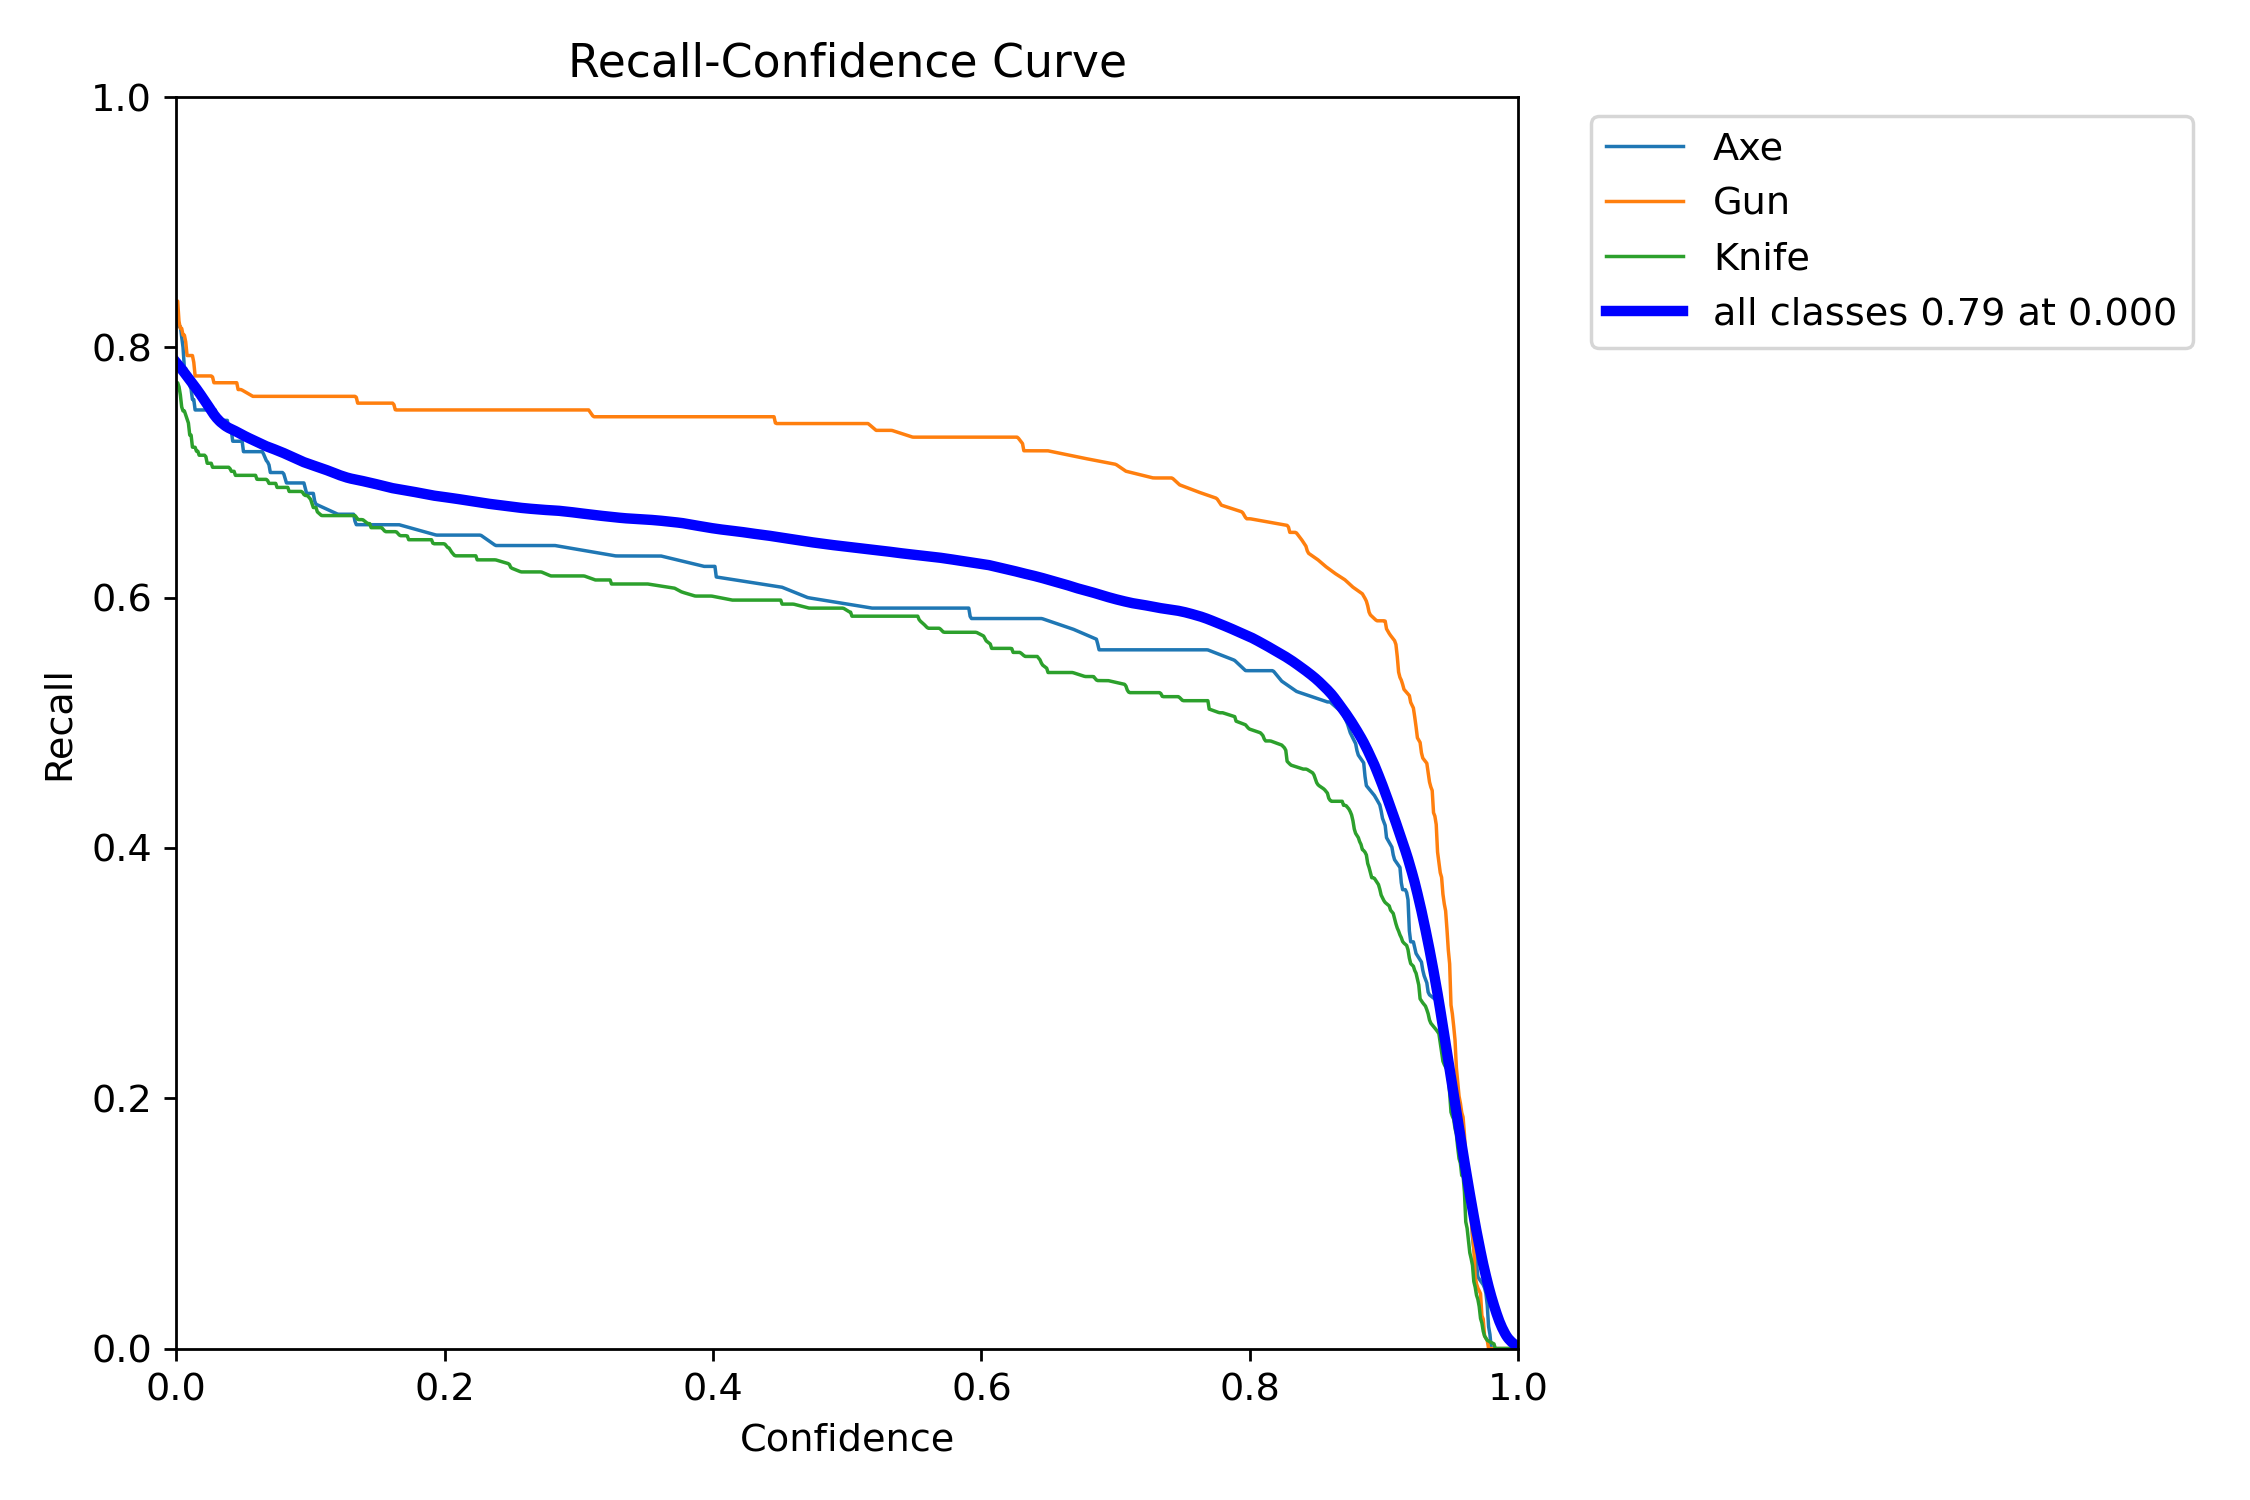 Recall-Confidence Curve
1.0
0.8
0.6
0.4
0.2
0.0
Recall
0.0 0.2 0.4 0.6 0.8 1.0
Confidence
Axe
Gun
Knife
all classes 0.79 at 0.000